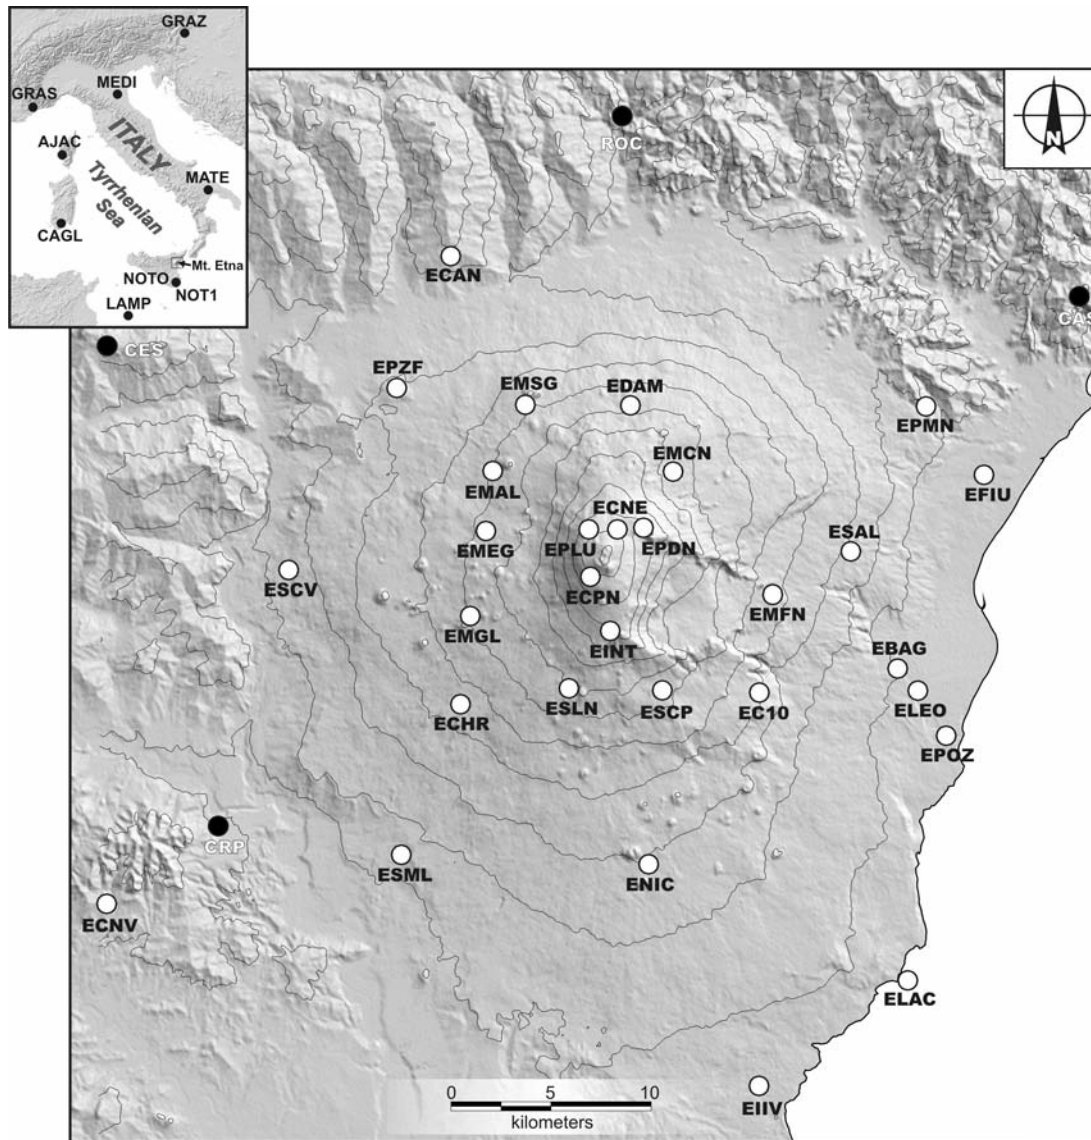 GRAZ
MEDI
GRAS
ITALY
AJAC
Tyrrhenian
Sea
MATE
CAGL
Mt. Etna
NOTO
NOT1
LAMP
N
ROC
ECAN
CAS
CES
EPZF
EMSG
EDAM
EPMN
EMCN
EMAL
EFIU
ECNE
EMEG
EPLU
EPDN
ESAL
ESCV
ECPN
EMFN
EMGL
EINT
EBAG
ESLN
ESCP
EC10
ELEO
ECHR
EPOZ
CRP
ESML
ENIC
ECNV
ELAC
0 5 10
kilometers
EIIV